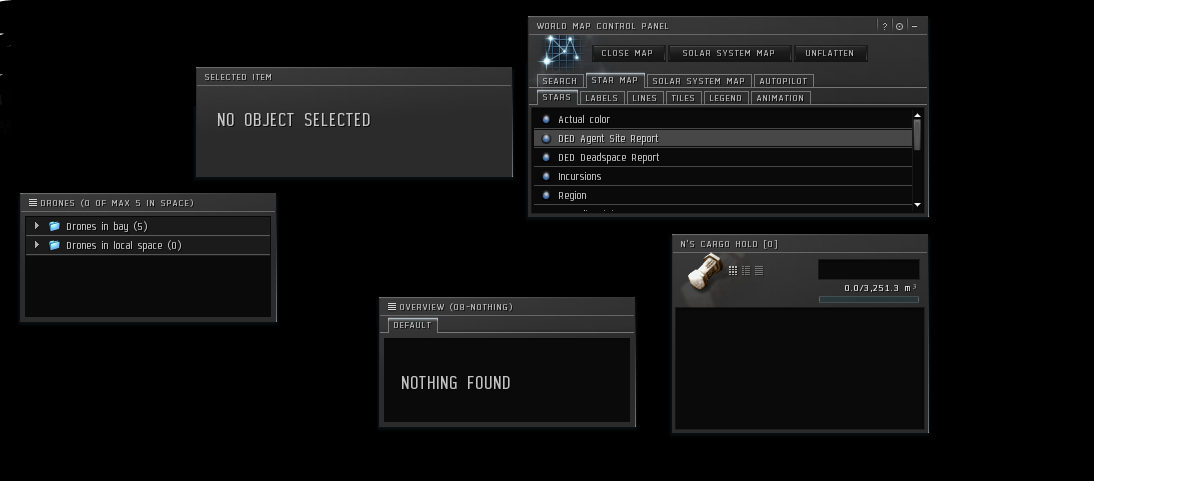 WORLD MAP CONTROL PANEL
CLOSE MAP SOLAR SYSTEM MAP UNFLATTEN
SEARCH STAR MAP SOLAR SYSTEM MAP AUTOPILOT
STARS LABELS LINES TILES LEGEND ANIMATION
Actual color
DED Agent Site Report
DED Deadspace Report
Incursions
Region
SELECTED ITEM
NO OBJECT SELECTED
DRONES (0 OF MAX 5 IN SPACE)
Drones in bay (5)
Drones in local space (0)
N'S CARGO HOLD [0]
0.0/3,251.3 m³
OVERVIEW (08-NOTHING)
DEFAULT
NOTHING FOUND